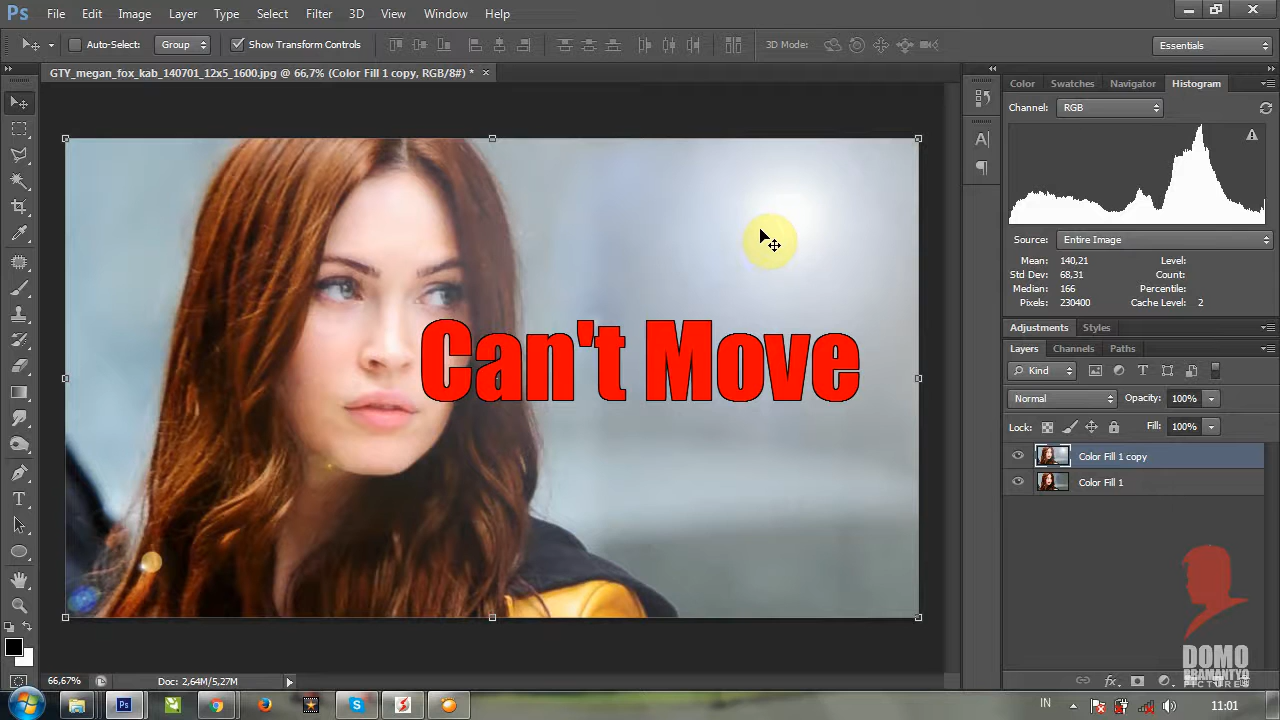 Ps File Edit Image Layer Type Select Filter 3D View Window Help
Auto-Select: Group Show Transform Controls 3D Mode: Essentials
GTY_megan_fox_kab_140701_12x5_1600.jpg @ 66,7% (Color Fill 1 copy, RGB/8#) * ×
Color Swatches Navigator Histogram
Channel: RGB
Source: Entire Image
Mean: 140,21 Level:
Std Dev: 68,31 Count:
Median: 166 Percentile:
Pixels: 230400 Cache Level: 2
Can't Move
Adjustments Styles
Layers Channels Paths
Kind
Normal Opacity: 100%
Lock: Fill: 100%
Color Fill 1 copy
Color Fill 1
DOMO
BRAMANTYO
PICTURES
66,67% Doc: 2,64M/5,27M
Ps IN 11:01